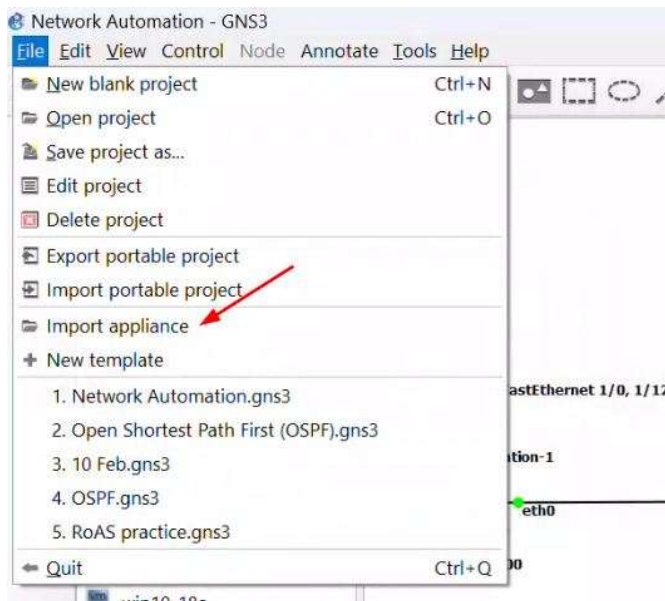 Network Automation - GNS3
File Edit View Control Node Annotate Tools Help
New blank project Ctrl+N
Open project Ctrl+O
Save project as...
Edit project
Delete project
Export portable project
Import portable project
Import appliance
New template
1. Network Automation.gns3
2. Open Shortest Path First (OSPF).gns3
3. 10 Feb.gns3
4. OSPF.gns3
5. RoAS practice.gns3
Quit Ctrl+Q
astEthernet 1/0, 1/12
tion-1
eth0